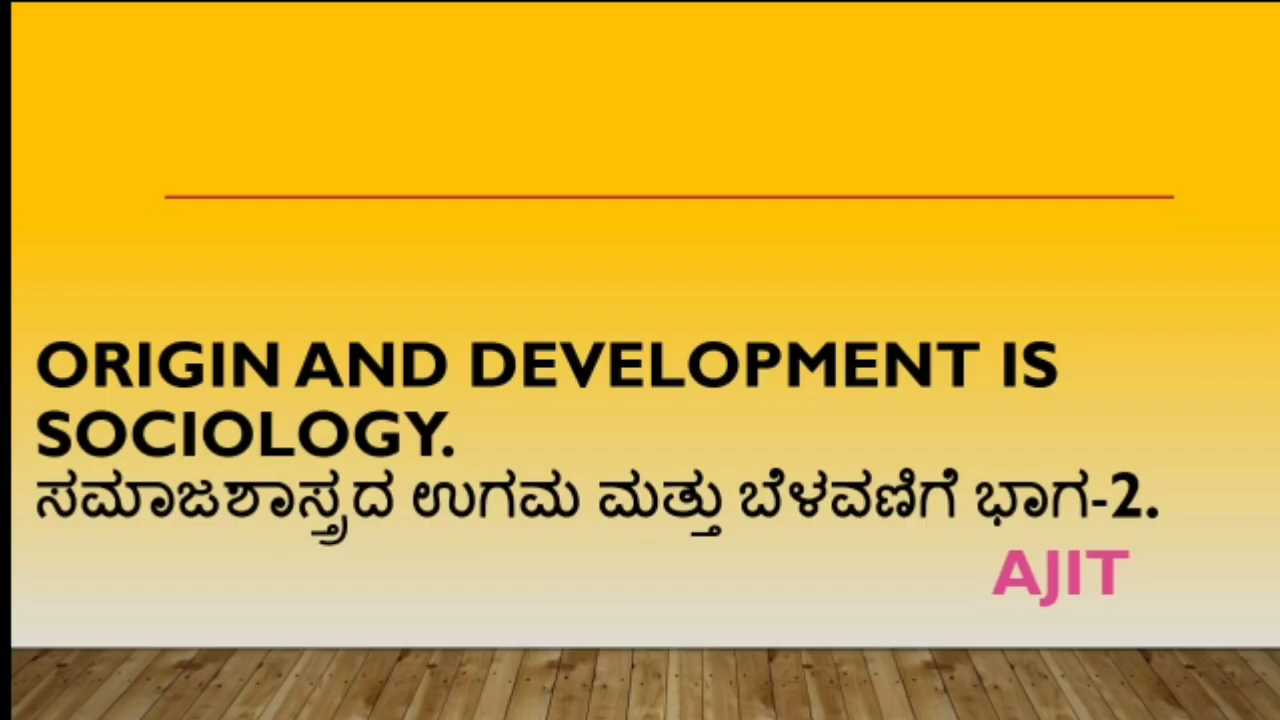 ORIGIN AND DEVELOPMENT IS
SOCIOLOGY.
ಸಮಾಜಶಾಸ್ತ್ರದ ಉಗಮ ಮತ್ತು ಬೆಳವಣಿಗೆ ಭಾಗ-2.
AJIT